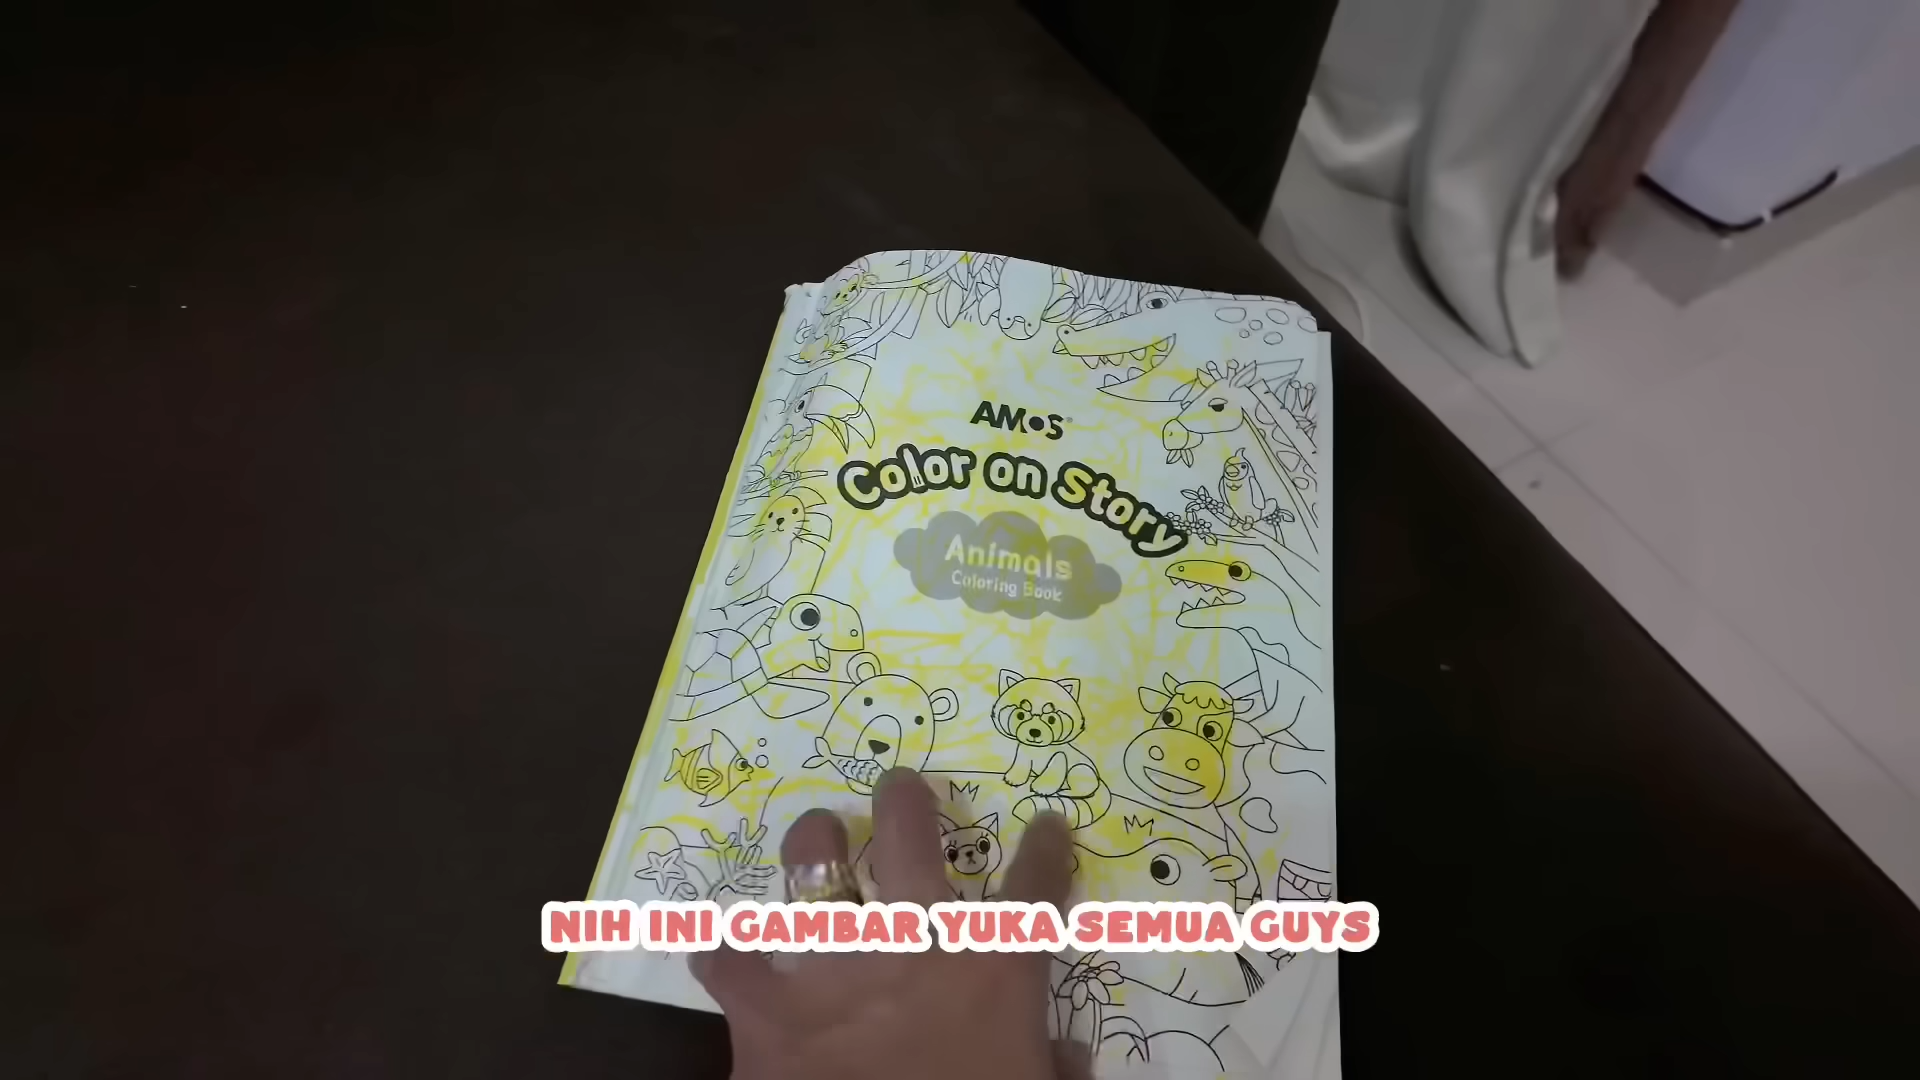 AMOS
Color on Story
Animals
Coloring Book
NIH INI GAMBAR YUKA SEMUA GUYS